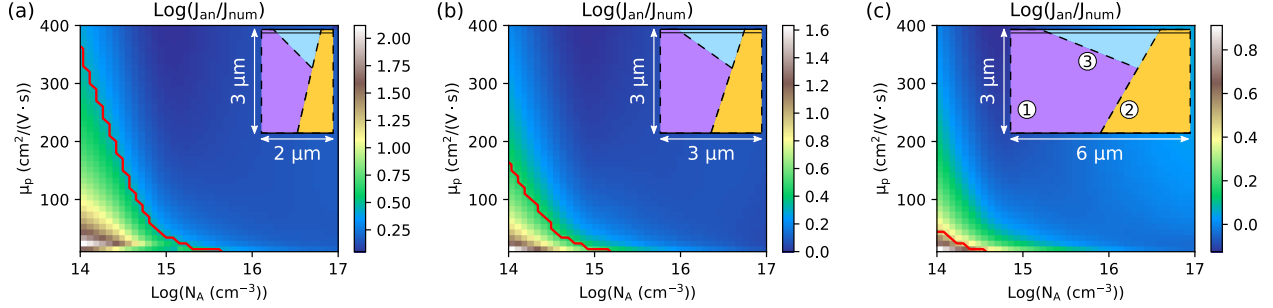 (a)
Log(J_an/J_num)
μ_p (cm²/(V · s))
400
300
200
100
14
15
16
17
Log(N_A (cm⁻³))
3 μm
2 μm
2.00
1.75
1.50
1.25
1.00
0.75
0.50
0.25
(b)
Log(J_an/J_num)
μ_p (cm²/(V · s))
400
300
200
100
14
15
16
17
Log(N_A (cm⁻³))
3 μm
3 μm
1.6
1.4
1.2
1.0
0.8
0.6
0.4
0.2
0.0
(c)
Log(J_an/J_num)
μ_p (cm²/(V · s))
400
300
200
100
14
15
16
17
Log(N_A (cm⁻³))
3 μm
6 μm
①
②
③
0.8
0.6
0.4
0.2
0.0